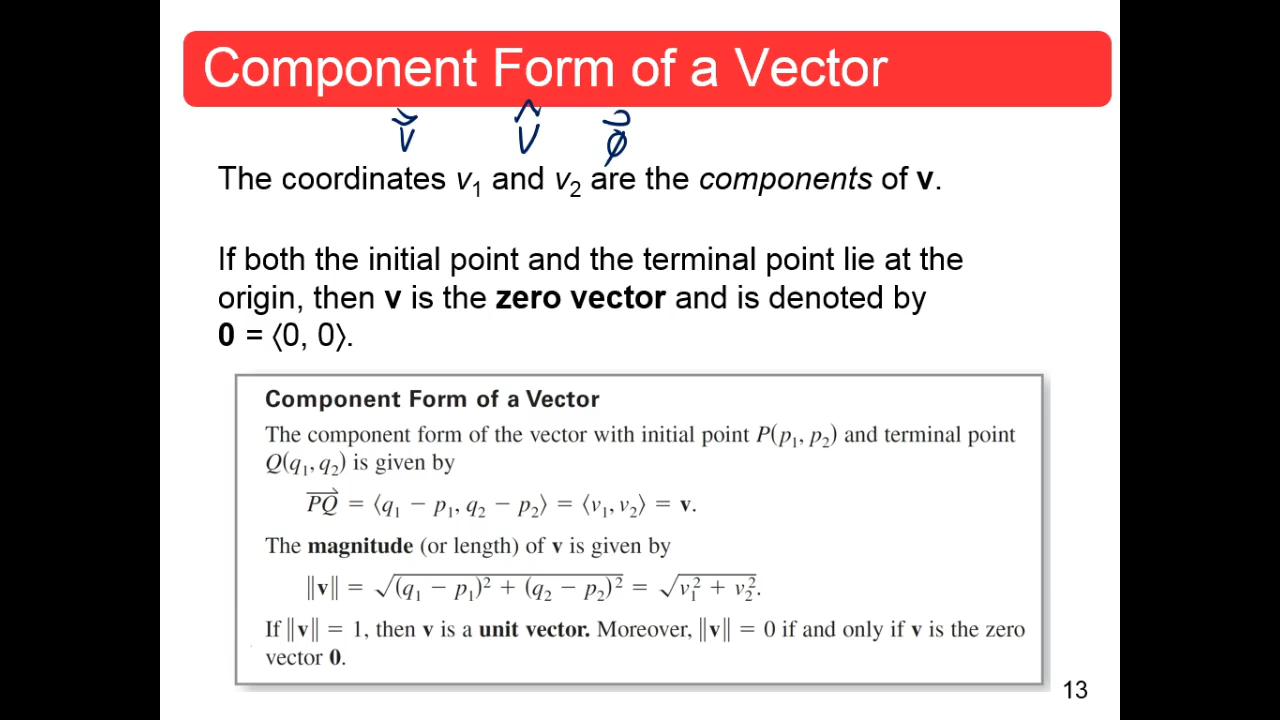 Component Form of a Vector
v⃗ v̂ 0⃗
The coordinates v₁ and v₂ are the components of v.
If both the initial point and the terminal point lie at the
origin, then v is the zero vector and is denoted by
0 = ⟨0, 0⟩.
Component Form of a Vector
The component form of the vector with initial point P(p₁, p₂) and terminal point
Q(q₁, q₂) is given by
P͞Q⃗ = ⟨q₁ − p₁, q₂ − p₂⟩ = ⟨v₁, v₂⟩ = v.
The magnitude (or length) of v is given by
‖v‖ = √(q₁ − p₁)² + (q₂ − p₂)² = √v₁² + v₂².
If ‖v‖ = 1, then v is a unit vector. Moreover, ‖v‖ = 0 if and only if v is the zero
vector 0.
13